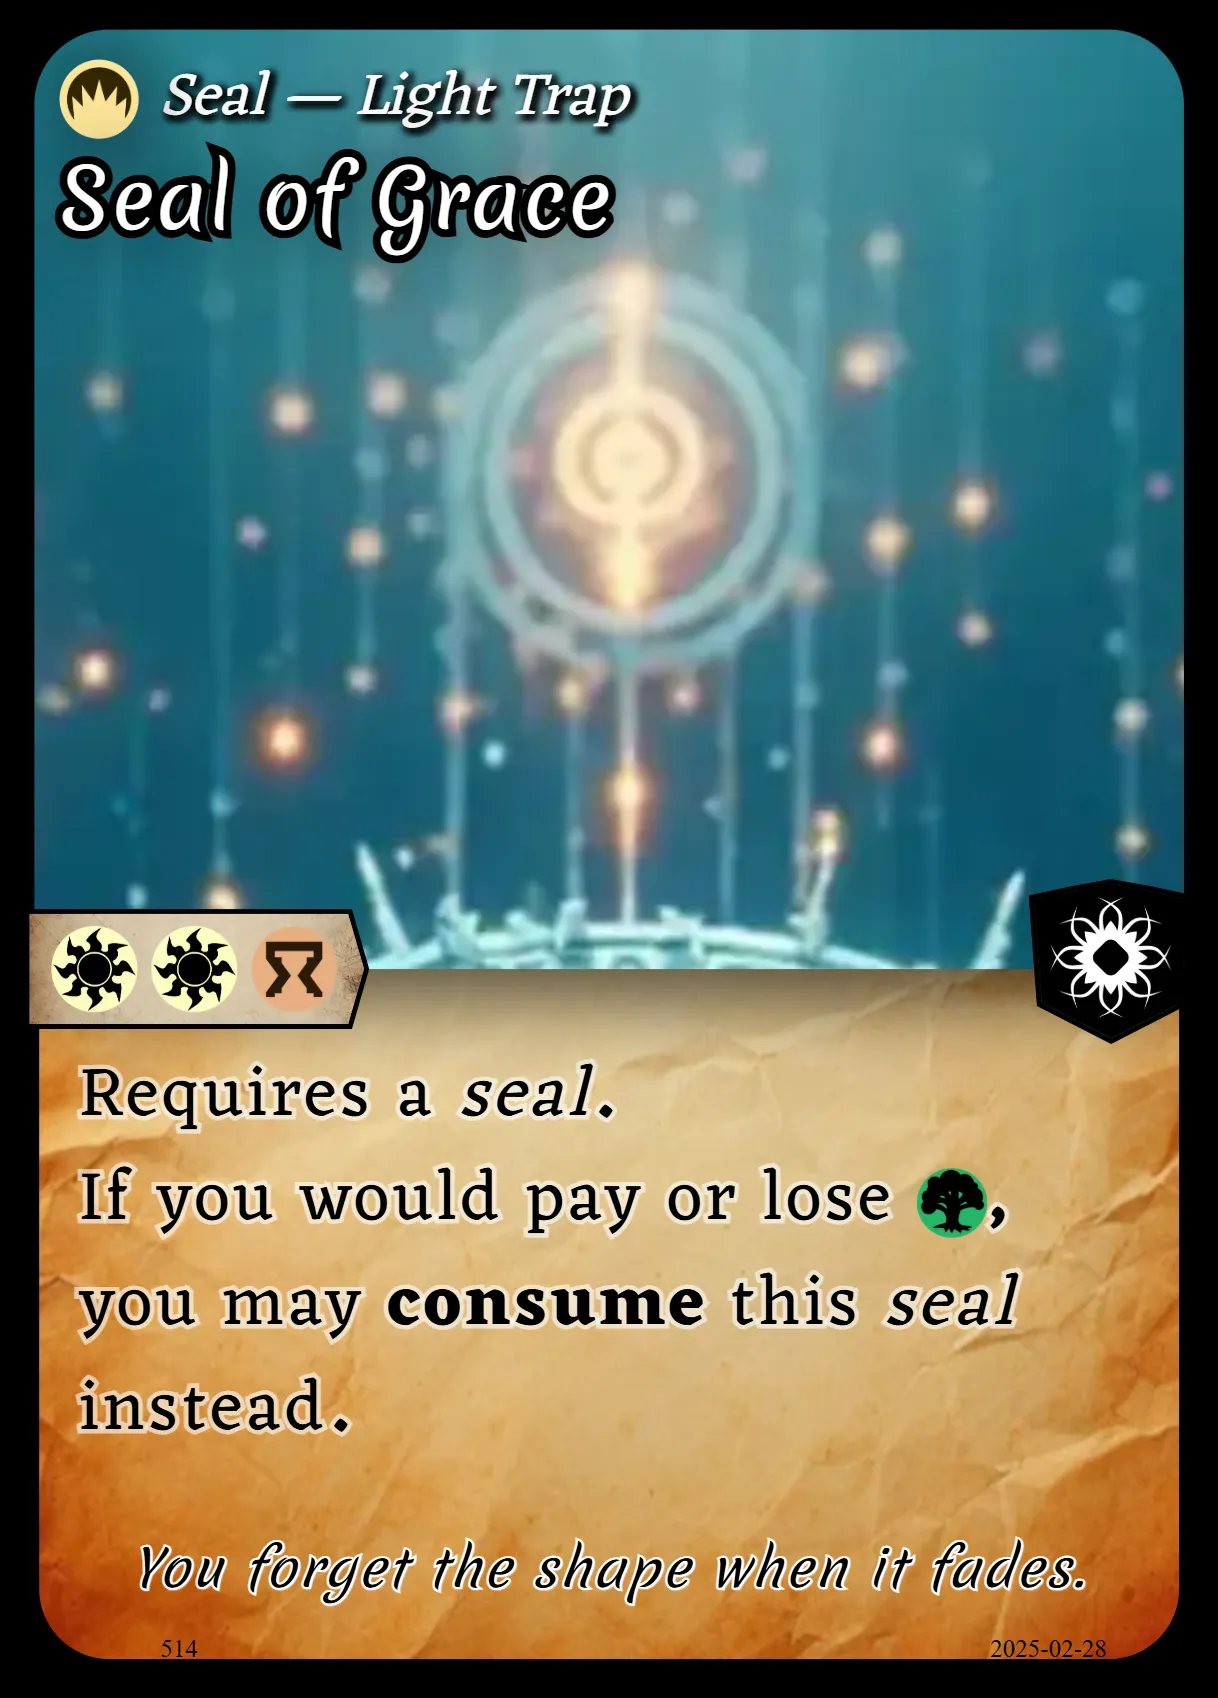 Seal — Light Trap
Seal of Grace
Requires a seal.
If you would pay or lose ,
you may consume this seal
instead.
You forget the shape when it fades.
514
2025-02-28